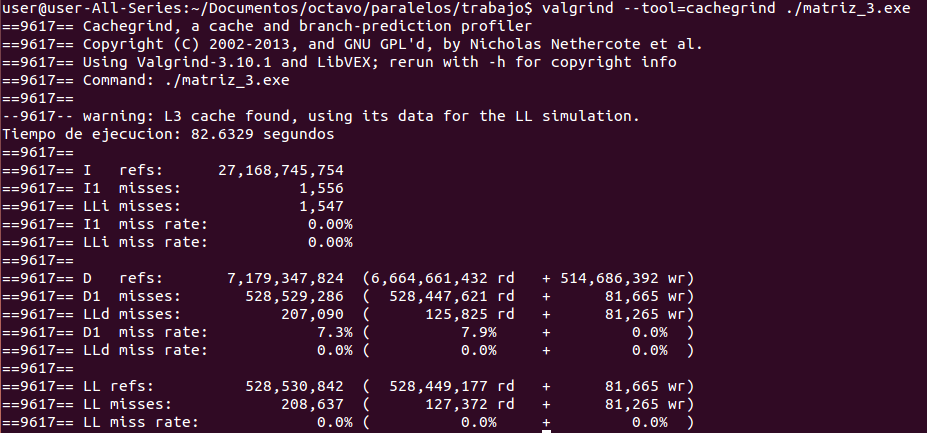 user@user-All-Series:~/Documentos/octavo/paralelos/trabajo$ valgrind --tool=cachegrind ./matriz_3.exe
==9617== Cachegrind, a cache and branch-prediction profiler
==9617== Copyright (C) 2002-2013, and GNU GPL'd, by Nicholas Nethercote et al.
==9617== Using Valgrind-3.10.1 and LibVEX; rerun with -h for copyright info
==9617== Command: ./matriz_3.exe
==9617==
--9617-- warning: L3 cache found, using its data for the LL simulation.
Tiempo de ejecucion: 82.6329 segundos
==9617==
==9617== I   refs:      27,168,745,754
==9617== I1  misses:             1,556
==9617== LLi misses:             1,547
==9617== I1  miss rate:           0.00%
==9617== LLi miss rate:           0.00%
==9617==
==9617== D   refs:       7,179,347,824  (6,664,661,432 rd   + 514,686,392 wr)
==9617== D1  misses:       528,529,286  (  528,447,621 rd   +      81,665 wr)
==9617== LLd misses:           207,090  (      125,825 rd   +      81,265 wr)
==9617== D1  miss rate:            7.3% (          7.9%     +         0.0%  )
==9617== LLd miss rate:            0.0% (          0.0%     +         0.0%  )
==9617==
==9617== LL refs:          528,530,842  (  528,449,177 rd   +      81,665 wr)
==9617== LL misses:            208,637  (      127,372 rd   +      81,265 wr)
==9617== LL miss rate:             0.0% (          0.0%     +         0.0%  )